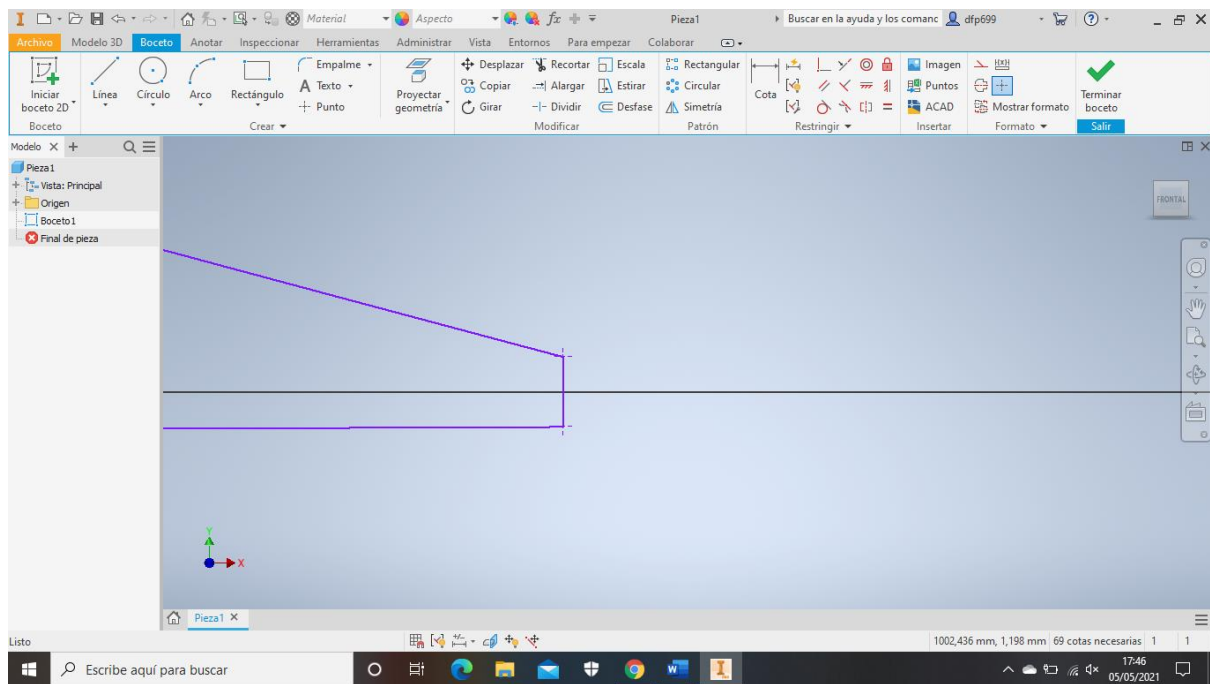 Material Aspecto fx Pieza1 Buscar en la ayuda y los comanc dfp699
Archivo Modelo 3D Boceto Anotar Inspeccionar Herramientas Administrar Vista Entornos Para empezar Colaborar
Empalme Desplazar Recortar Escala Rectangular Imagen
Texto Copiar Alargar Estirar Circular Puntos
Iniciar boceto 2D Línea Círculo Arco Rectángulo Proyectar geometría Cota Mostrar formato Terminar boceto
Punto Girar Dividir Desfase Simetría ACAD
Boceto Crear Modificar Patrón Restringir Insertar Formato Salir
Modelo
Pieza1
Vista: Principal
Origen
Boceto1
Final de pieza
FRONTAL
Y
X
Pieza1
Listo 1002,436 mm, 1,198 mm 69 cotas necesarias 1 1
Escribe aquí para buscar 17:46
05/05/2021